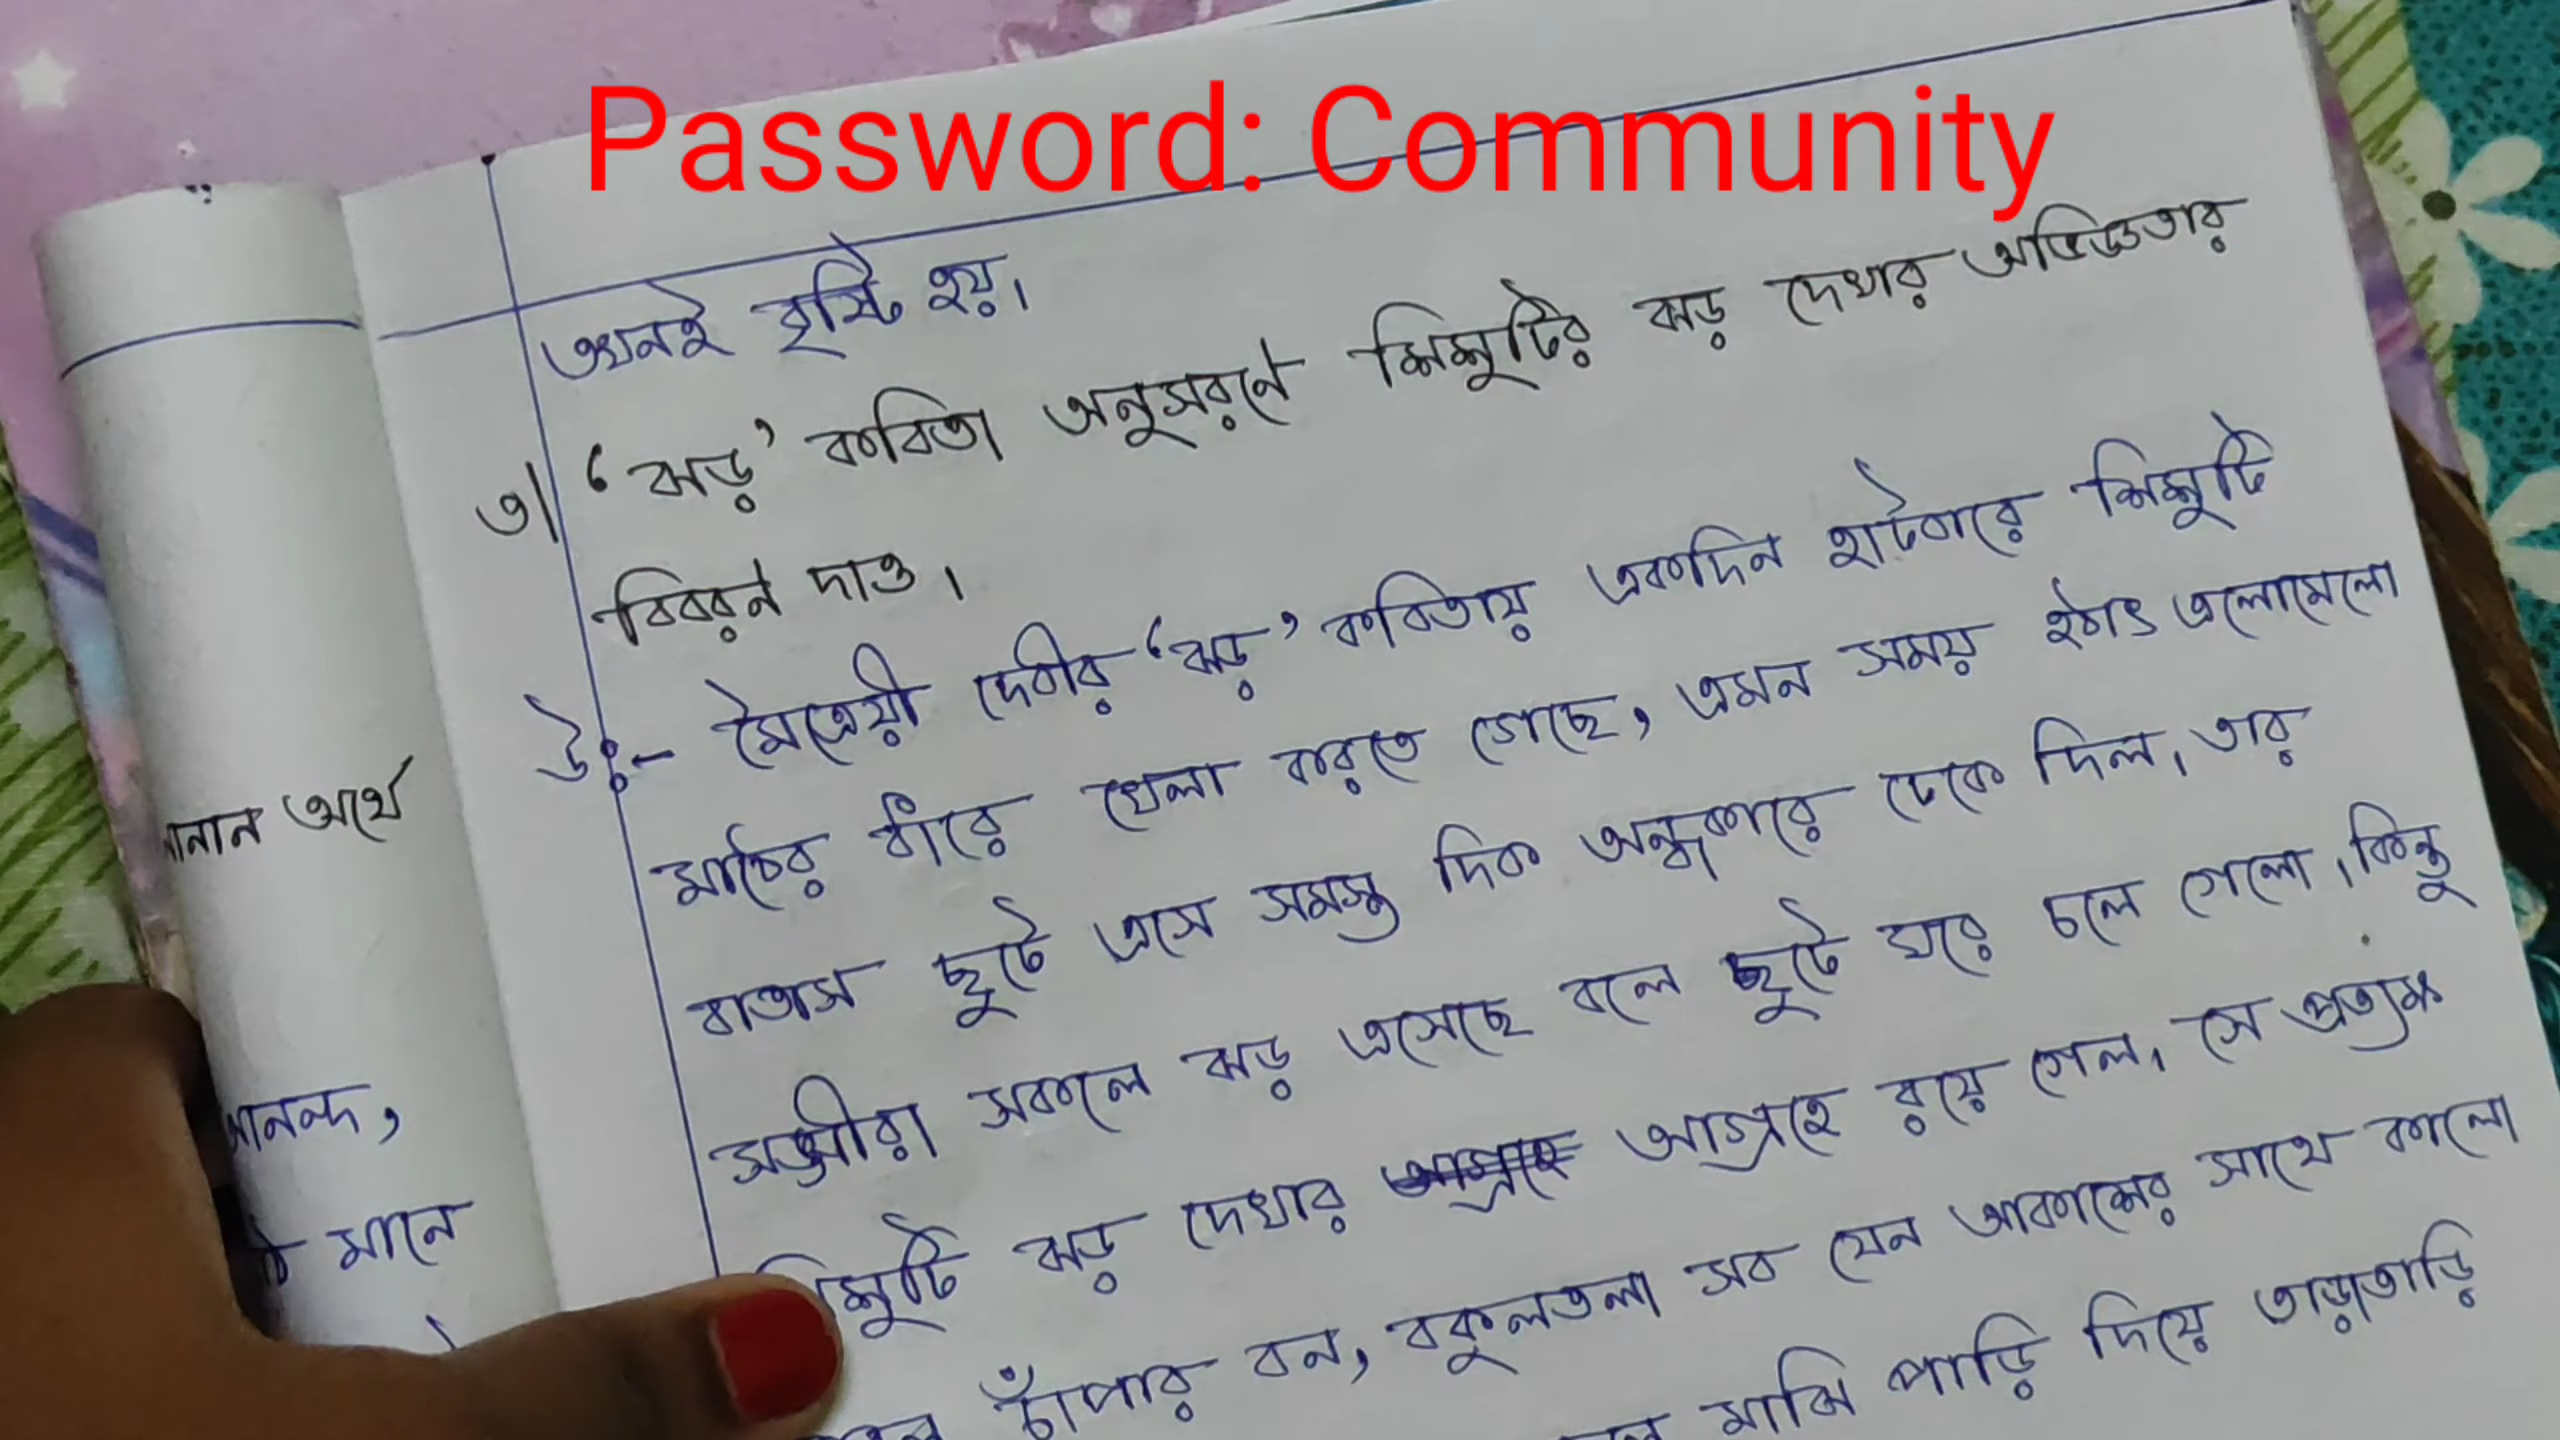 Password: Community
তখনই বৃষ্টি হয়।
৩। ‘ঝড়’ কবিতা অনুসরনে শিশুটির ঝড় দেখার অভিজ্ঞতার
বিবরন দাও।
উঃ- মৈত্রেয়ী দেবীর ‘ঝড়’ কবিতায় একদিন হাটবারে শিশুটি
মাঠের ধারে খেলা করতে গেছে, এমন সময় হঠাৎ এলোমেলো
বাতাস ছুটে এসে সমস্ত দিক অন্ধকারে ঢেকে দিল। তার
সঙ্গীরা সকলে ঝড় এসেছে বলে ছুটে ঘরে চলে গেলো। কিন্তু
শিশুটি ঝড় দেখার আগ্রহে রয়ে গেল। সে প্রত্যক্ষ
চাঁপার বন, বকুলতলা সব যেন আকাশের সাথে কালো
মাঝি পাড়ি দিয়ে তাড়াতাড়ি
অর্থে
আনন্দ,
মানে